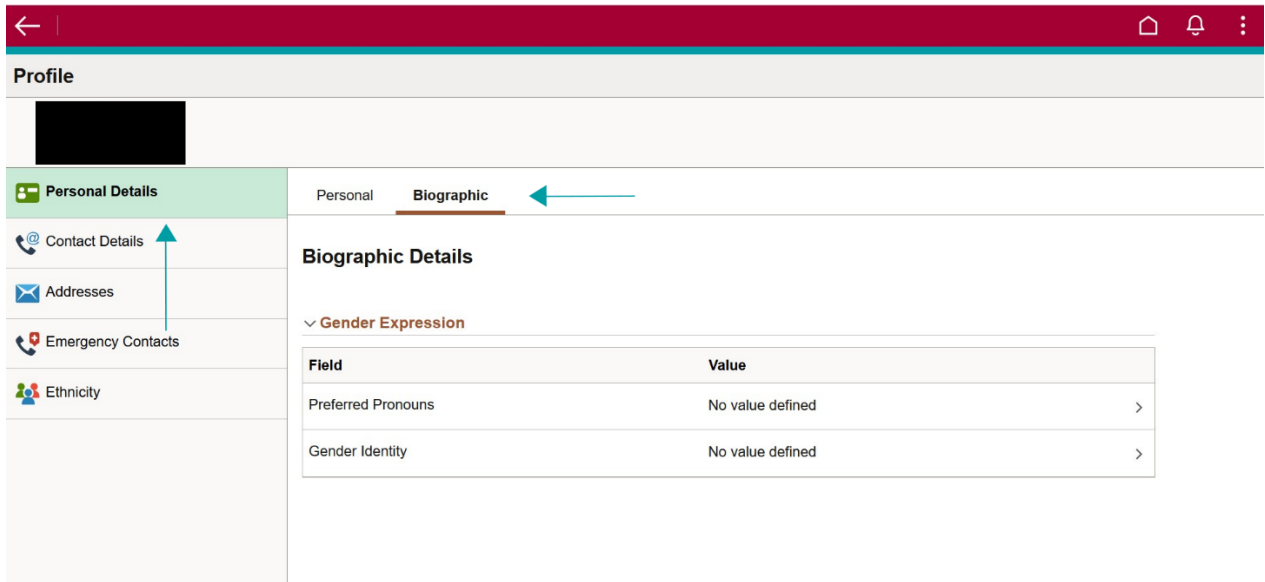 Profile
Personal Details
Contact Details
Addresses
Emergency Contacts
Ethnicity
Personal Biographic
Biographic Details
Gender Expression
Field Value
Preferred Pronouns No value defined
Gender Identity No value defined